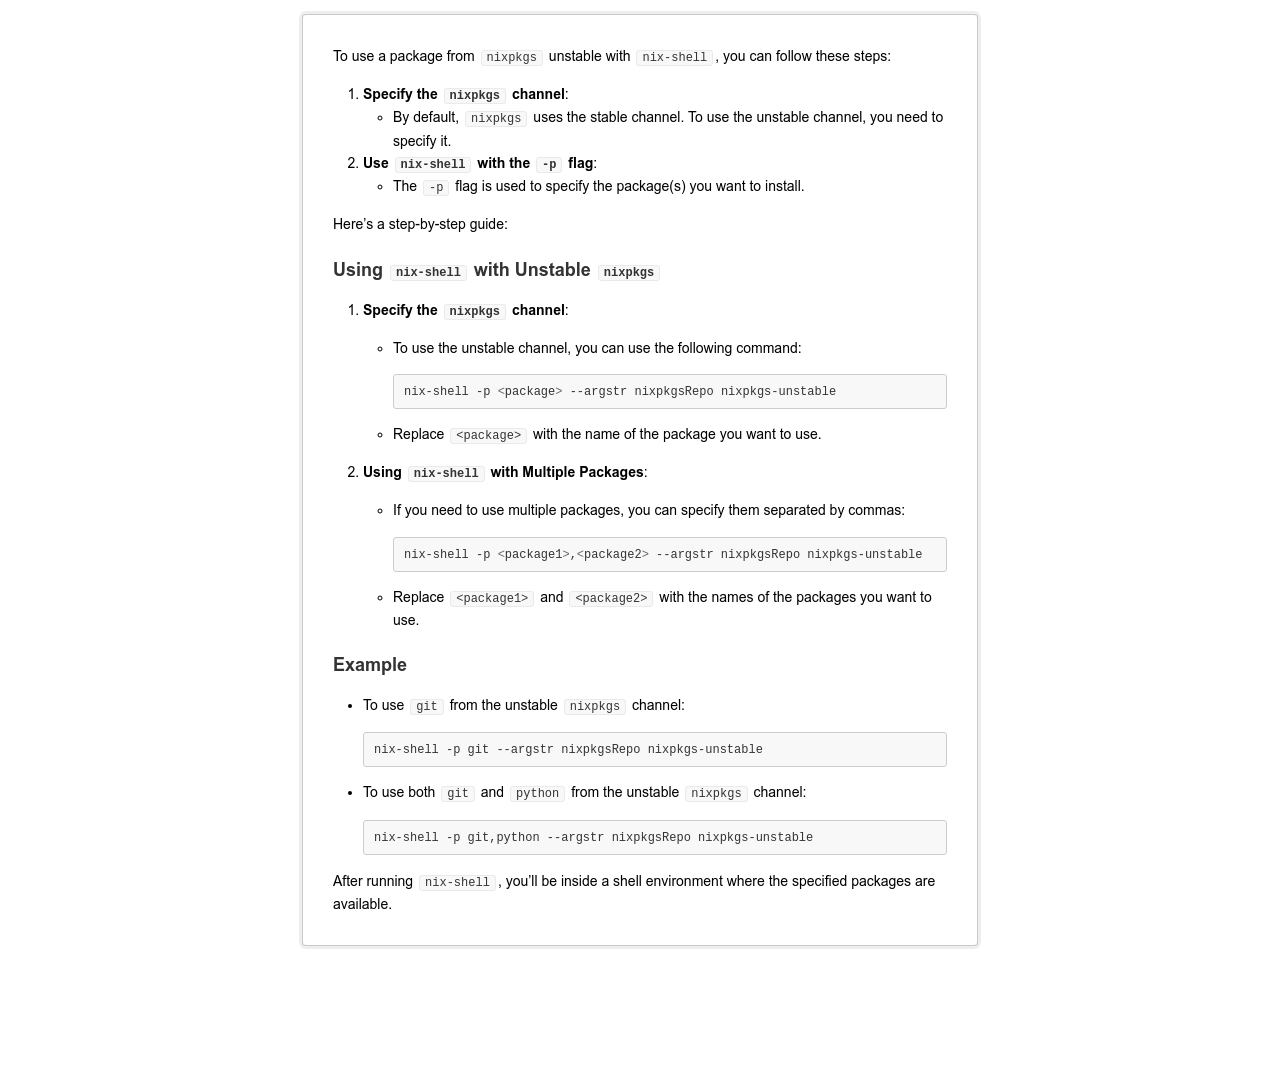 To use a package from nixpkgs unstable with nix-shell, you can follow these steps:
1. Specify the nixpkgs channel:
◦ By default, nixpkgs uses the stable channel. To use the unstable channel, you need to
specify it.
2. Use nix-shell with the -p flag:
◦ The -p flag is used to specify the package(s) you want to install.
Here’s a step-by-step guide:
Using nix-shell with Unstable nixpkgs
1. Specify the nixpkgs channel:
◦ To use the unstable channel, you can use the following command:
nix-shell -p <package> --argstr nixpkgsRepo nixpkgs-unstable
◦ Replace <package> with the name of the package you want to use.
2. Using nix-shell with Multiple Packages:
◦ If you need to use multiple packages, you can specify them separated by commas:
nix-shell -p <package1>,<package2> --argstr nixpkgsRepo nixpkgs-unstable
◦ Replace <package1> and <package2> with the names of the packages you want to
use.
Example
• To use git from the unstable nixpkgs channel:
nix-shell -p git --argstr nixpkgsRepo nixpkgs-unstable
• To use both git and python from the unstable nixpkgs channel:
nix-shell -p git,python --argstr nixpkgsRepo nixpkgs-unstable
After running nix-shell, you’ll be inside a shell environment where the specified packages are
available.